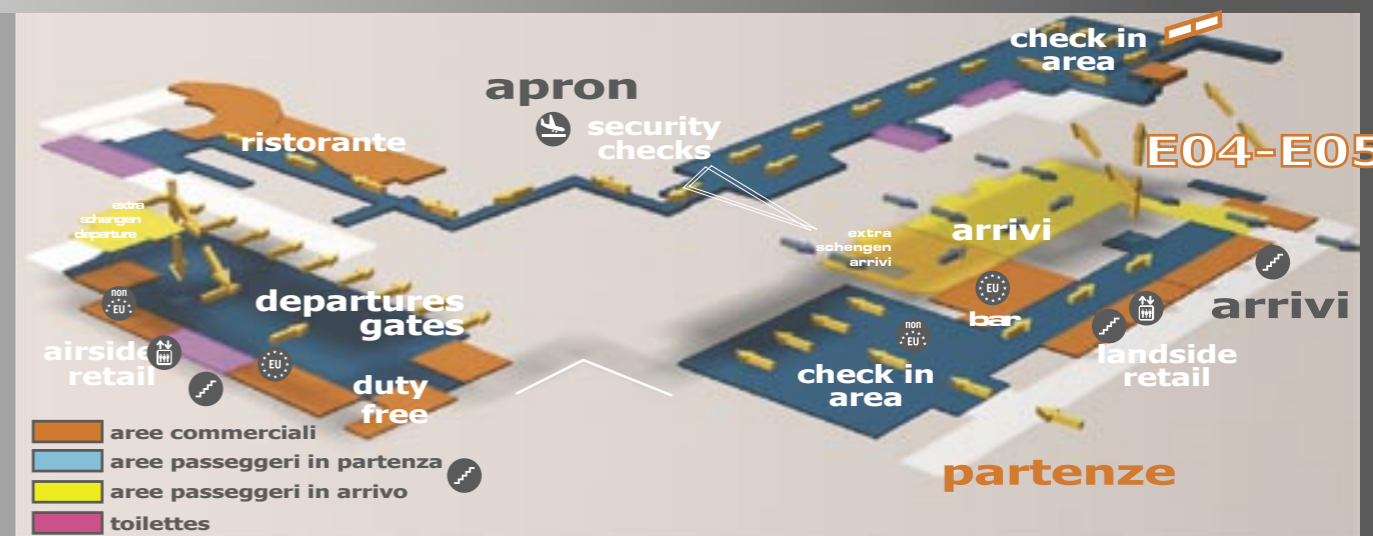 check in
area
apron
security
checks
ristorante
E04-E05
extra
schengen
departure
arrivi
extra
schengen
arrivi
non
EU
departures
gates
EU
bar
arrivi
non
EU
airside
retail
EU
landside
retail
check in
area
duty
free
aree commerciali
aree passeggeri in partenza
aree passeggeri in arrivo
toilettes
partenze